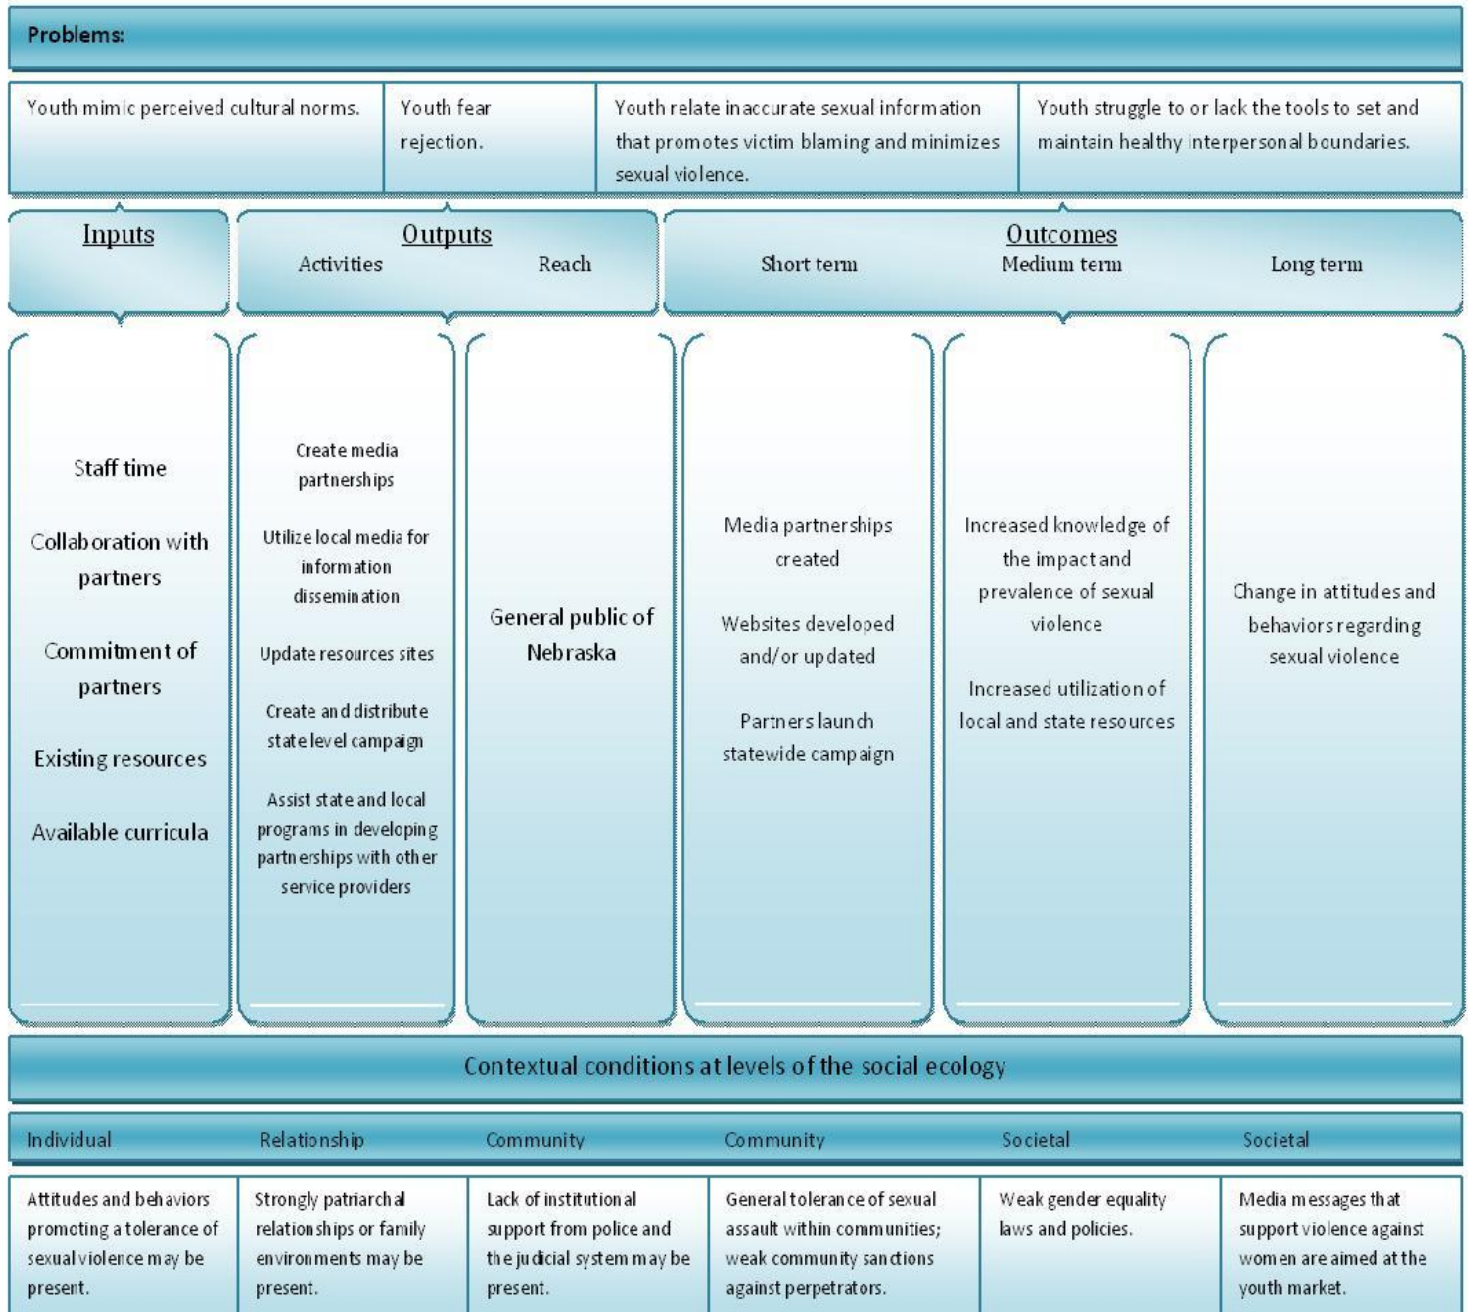 Problems:
Youth mimic perceived cultural norms.
Youth fear
rejection.
Youth relate inaccurate sexual information
that promotes victim blaming and minimizes
sexual violence.
Youth struggle to or lack the tools to set and
maintain healthy interpersonal boundaries.
Inputs
Outputs
Activities
Reach
Outcomes
Short term
Medium term
Long term
Staff time
Collaboration with
partners
Commitment of
partners
Existing resources
Available curricula
Create media
partnerships
Utilize local media for
information
dissemination
Update resources sites
Create and distribute
state level campaign
Assist state and local
programs in developing
partnerships with other
service providers
General public of
Nebraska
Media partnerships
created
Websites developed
and/or updated
Partners launch
statewide campaign
Increased knowledge of
the impact and
prevalence of sexual
violence
Increased utilization of
local and state resources
Change in attitudes and
behaviors regarding
sexual violence
Contextual conditions at levels of the social ecology
Individual
Relationship
Community
Community
Societal
Societal
Attitudes and behaviors
promoting a tolerance of
sexual violence may be
present.
Strongly patriarchal
relationships or family
environments may be
present.
Lack of institutional
support from police and
the judicial system may be
present.
General tolerance of sexual
assault within communities;
weak community sanctions
against perpetrators.
Weak gender equality
laws and policies.
Media messages that
support violence against
women are aimed at the
youth market.